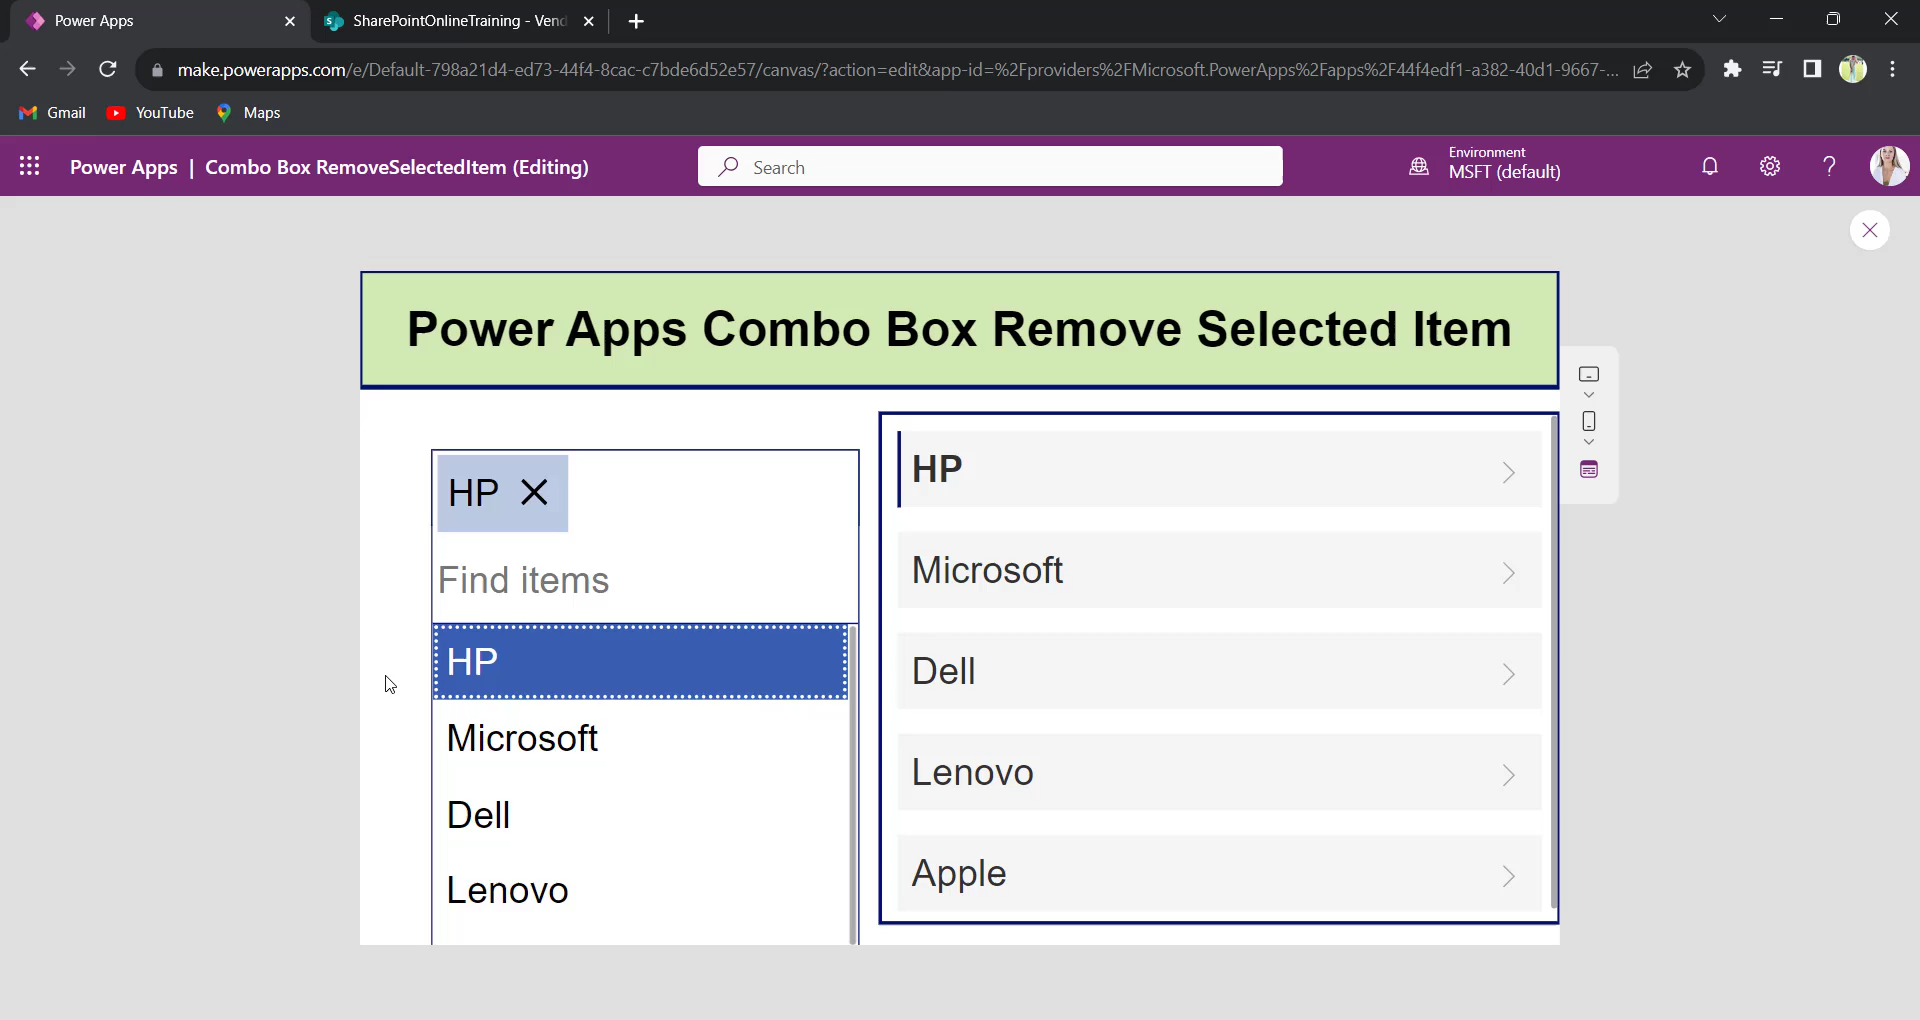 Power Apps
SharePointOnlineTraining - Vend
make.powerapps.com/e/Default-798a21d4-ed73-44f4-8cac-c7bde6d52e57/canvas/?action=edit&app-id=%2Fproviders%2FMicrosoft.PowerApps%2Fapps%2F44f4edf1-a382-40d1-9667-...
Gmail
YouTube
Maps
Power Apps | Combo Box RemoveSelectedItem (Editing)
Search
Environment
MSFT (default)
Power Apps Combo Box Remove Selected Item
HP
Find items
HP
Microsoft
Dell
Lenovo
HP
Microsoft
Dell
Lenovo
Apple